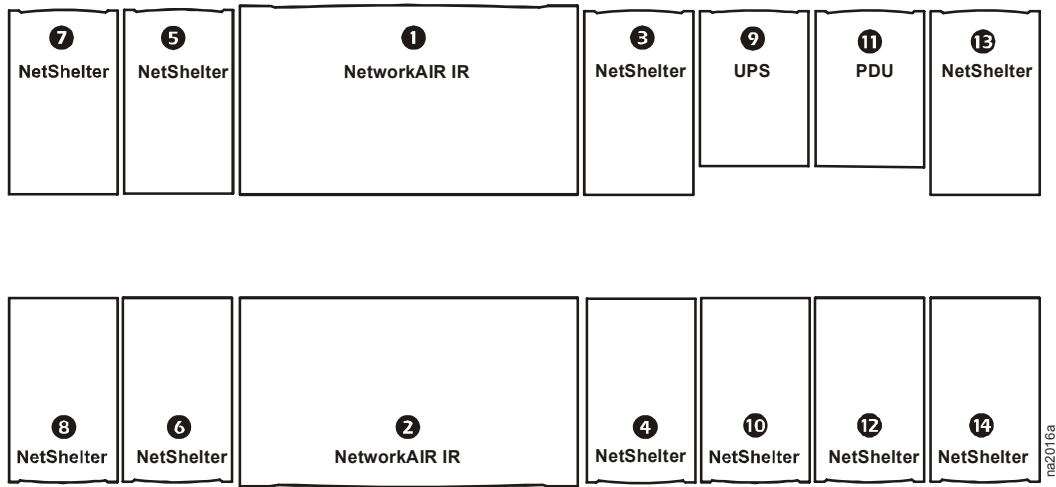 7 5 1 3 9 11 13
NetShelter NetShelter NetworkAIR IR NetShelter UPS PDU NetShelter
8 6 2 4 10 12 14
NetShelter NetShelter NetworkAIR IR NetShelter NetShelter NetShelter NetShelter
na2016a